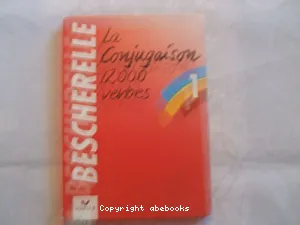 BESCHERELLE
La
Conjugaison
12,000
verbes
1
Copyright abebooks